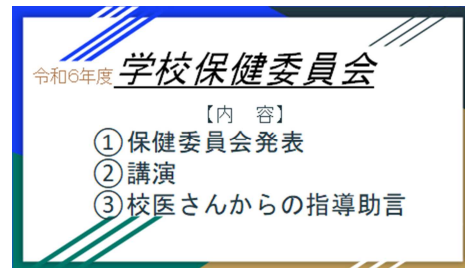 令和6年度 学校保健委員会
【内　容】
①保健委員会発表
②講演
③校医さんからの指導助言